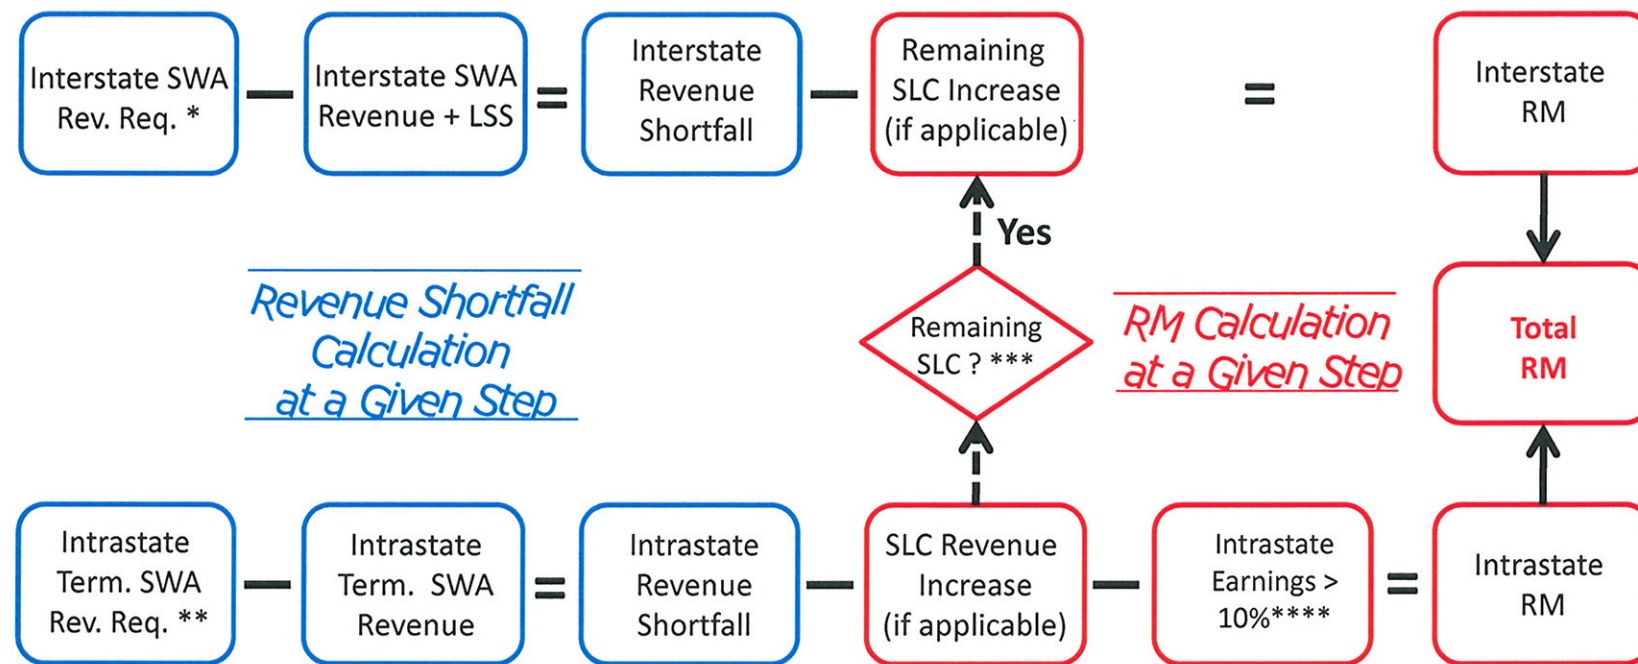 Interstate SWA
Rev. Req. *
—
Interstate SWA
Revenue + LSS
=
Interstate
Revenue
Shortfall
—
Remaining
SLC Increase
(if applicable)
=
Interstate
RM
Yes
Revenue Shortfall
Calculation
at a Given Step
Remaining
SLC ? ***
RM Calculation
at a Given Step
Total
RM
Intrastate
Term. SWA
Rev. Req. **
—
Intrastate
Term. SWA
Revenue
=
Intrastate
Revenue
Shortfall
—
SLC Revenue
Increase
(if applicable)
—
Intrastate
Earnings >
10%****
=
Intrastate
RM